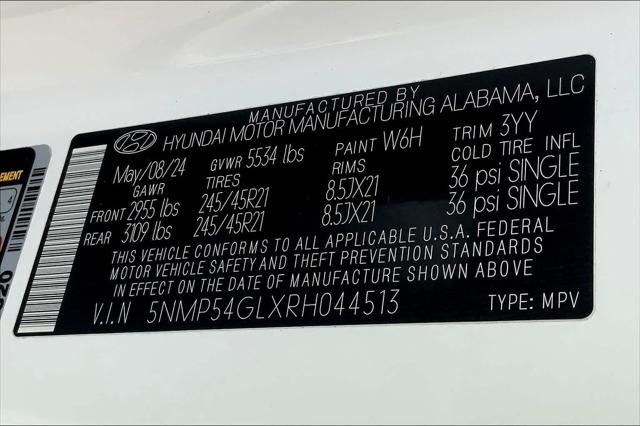 MANUFACTURED BY
HYUNDAI MOTOR MANUFACTURING ALABAMA, LLC
May/08/24 GVWR 5534 lbs PAINT W6H TRIM 3YY
GAWR TIRES RIMS COLD TIRE INFL
FRONT 2955 lbs 245/45R21 8.5JX21 36 psi SINGLE
REAR 3109 lbs 245/45R21 8.5JX21 36 psi SINGLE
THIS VEHICLE CONFORMS TO ALL APPLICABLE U.S.A. FEDERAL
MOTOR VEHICLE SAFETY AND THEFT PREVENTION STANDARDS
IN EFFECT ON THE DATE OF MANUFACTURE SHOWN ABOVE
V.I.N 5NMP54GLXRH044513 TYPE: MPV